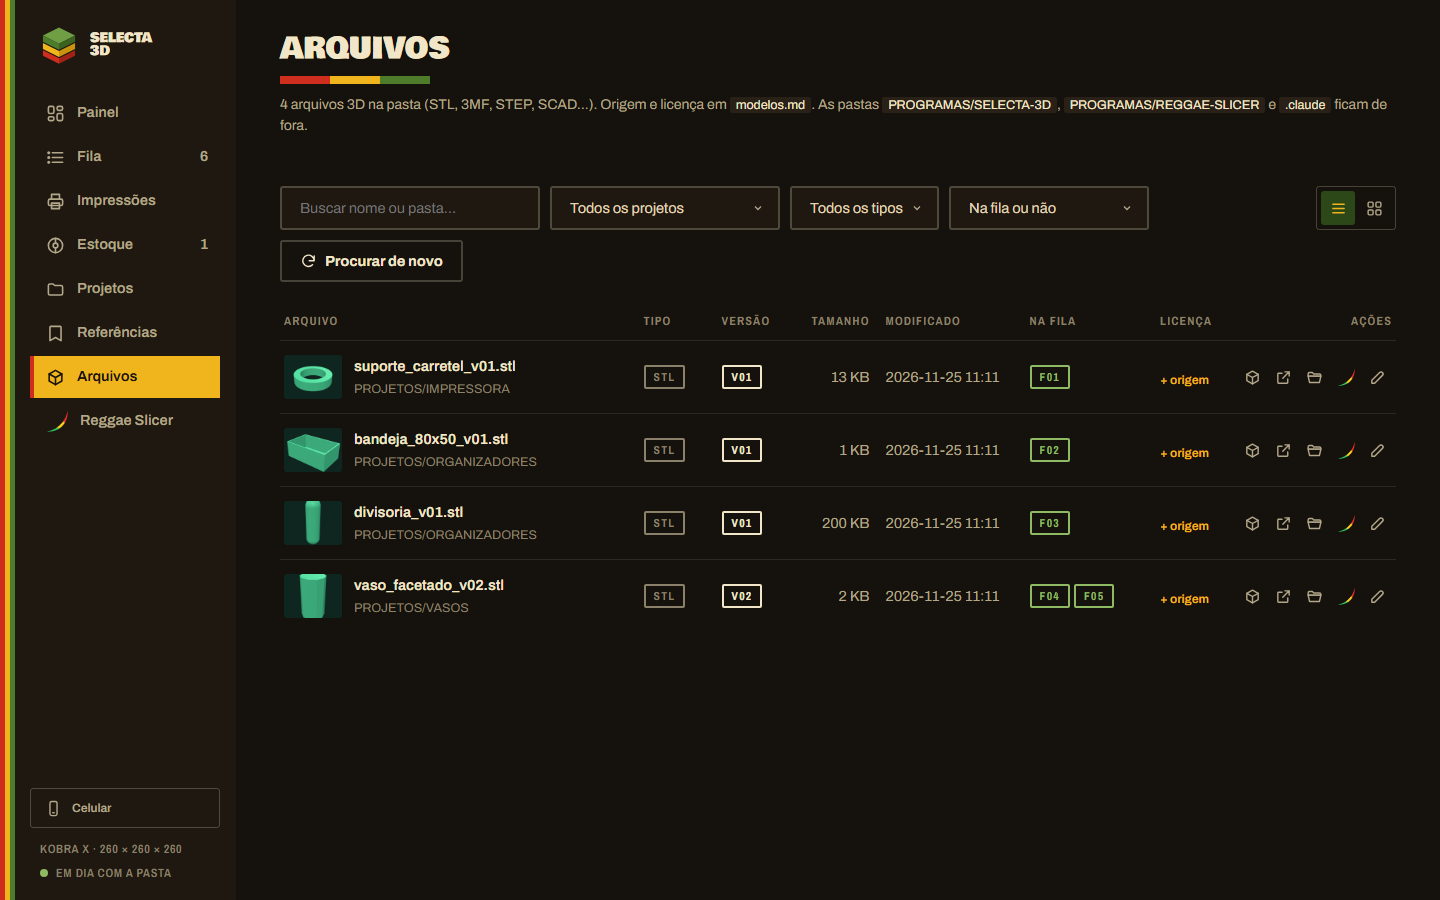 SELECTA
3D
Painel
Fila 6
Impressões
Estoque 1
Projetos
Referências
Arquivos
Reggae Slicer
Celular
KOBRA X · 260 × 260 × 260
EM DIA COM A PASTA
ARQUIVOS
4 arquivos 3D na pasta (STL, 3MF, STEP, SCAD...). Origem e licença em modelos.md . As pastas PROGRAMAS/SELECTA-3D , PROGRAMAS/REGGAE-SLICER e .claude ficam de
fora.
Buscar nome ou pasta... Todos os projetos Todos os tipos Na fila ou não
Procurar de novo
ARQUIVO TIPO VERSÃO TAMANHO MODIFICADO NA FILA LICENÇA AÇÕES
suporte_carretel_v01.stl
PROJETOS/IMPRESSORA
STL V01 13 KB 2026-11-25 11:11 F01 + origem
bandeja_80x50_v01.stl
PROJETOS/ORGANIZADORES
STL V01 1 KB 2026-11-25 11:11 F02 + origem
divisoria_v01.stl
PROJETOS/ORGANIZADORES
STL V01 200 KB 2026-11-25 11:11 F03 + origem
vaso_facetado_v02.stl
PROJETOS/VASOS
STL V02 2 KB 2026-11-25 11:11 F04 F05 + origem